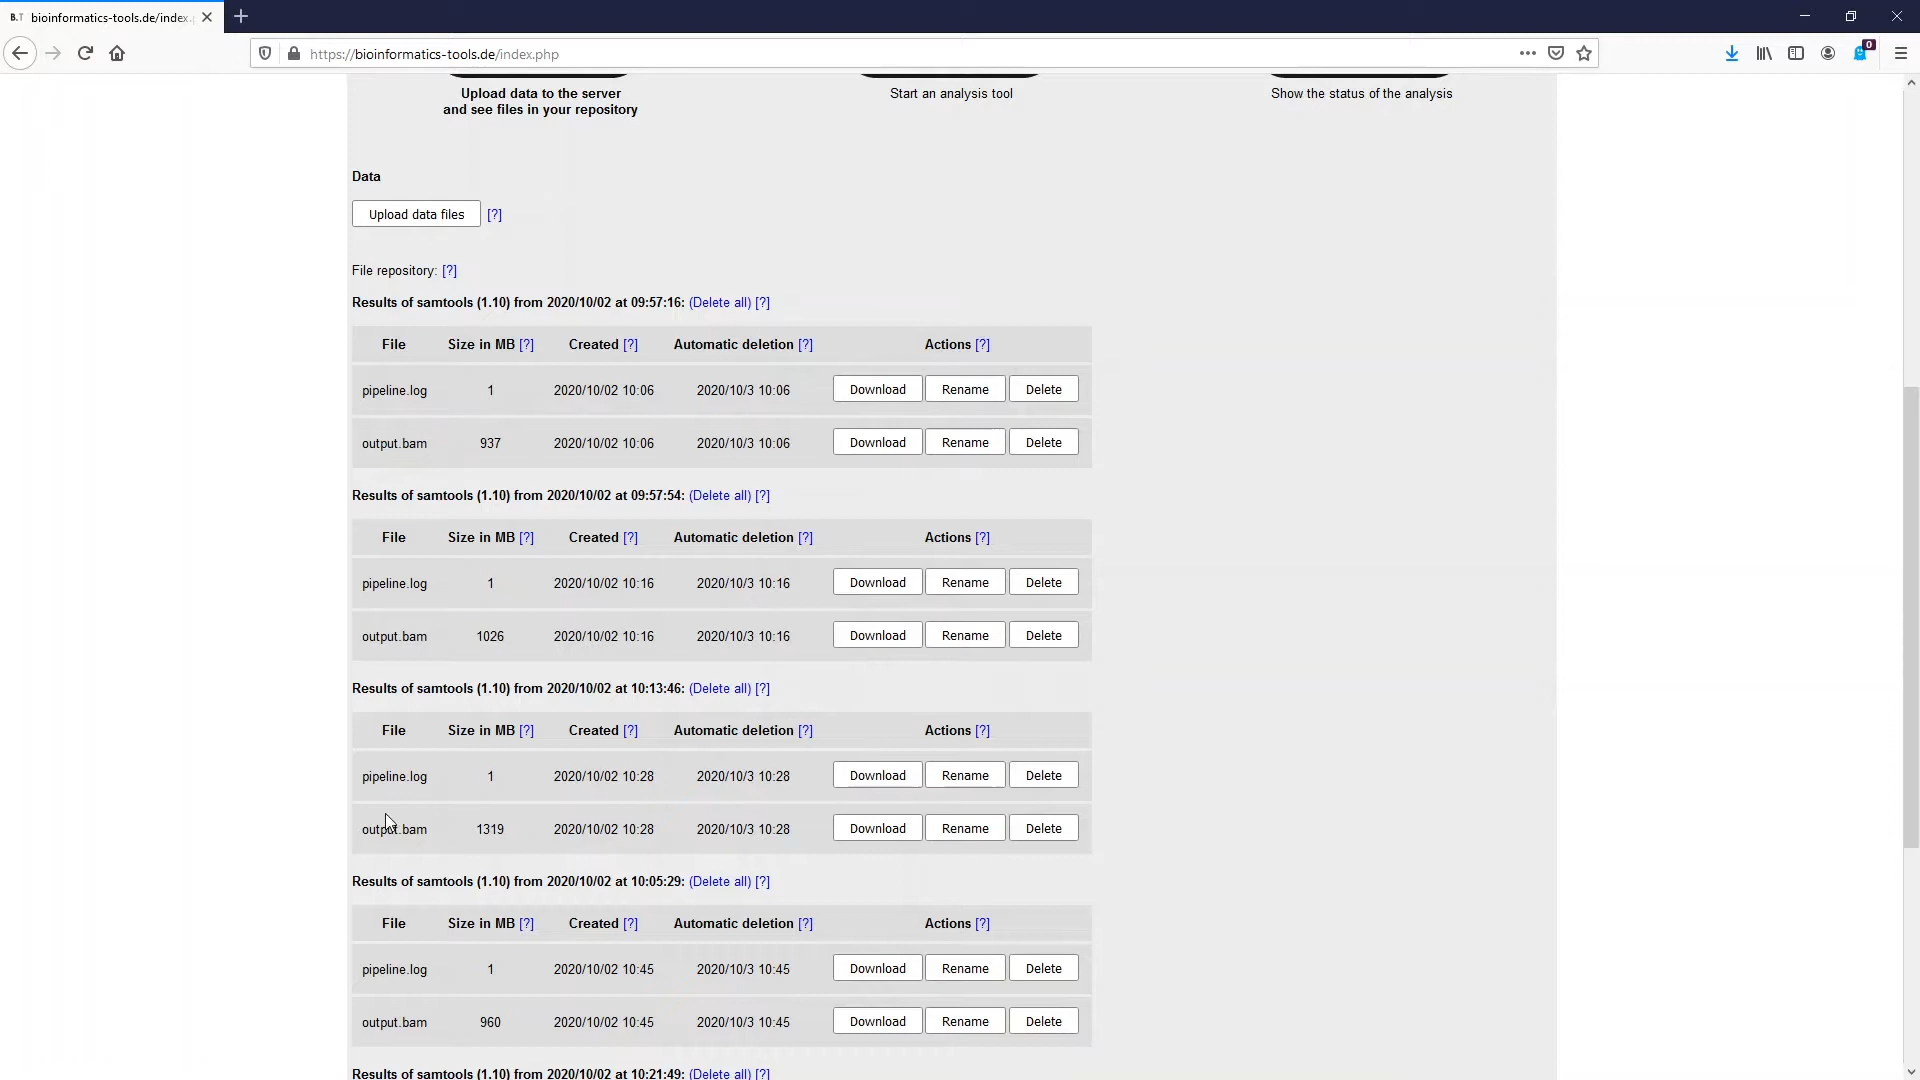 B.T bioinformatics-tools.de/index.
https://bioinformatics-tools.de/index.php
0
Upload data to the server
and see files in your repository
Start an analysis tool
Show the status of the analysis
Data
Upload data files [?]
File repository: [?]
Results of samtools (1.10) from 2020/10/02 at 09:57:16: (Delete all) [?]
File Size in MB [?] Created [?] Automatic deletion [?] Actions [?]
pipeline.log 1 2020/10/02 10:06 2020/10/3 10:06 Download Rename Delete
output.bam 937 2020/10/02 10:06 2020/10/3 10:06 Download Rename Delete
Results of samtools (1.10) from 2020/10/02 at 09:57:54: (Delete all) [?]
File Size in MB [?] Created [?] Automatic deletion [?] Actions [?]
pipeline.log 1 2020/10/02 10:16 2020/10/3 10:16 Download Rename Delete
output.bam 1026 2020/10/02 10:16 2020/10/3 10:16 Download Rename Delete
Results of samtools (1.10) from 2020/10/02 at 10:13:46: (Delete all) [?]
File Size in MB [?] Created [?] Automatic deletion [?] Actions [?]
pipeline.log 1 2020/10/02 10:28 2020/10/3 10:28 Download Rename Delete
output.bam 1319 2020/10/02 10:28 2020/10/3 10:28 Download Rename Delete
Results of samtools (1.10) from 2020/10/02 at 10:05:29: (Delete all) [?]
File Size in MB [?] Created [?] Automatic deletion [?] Actions [?]
pipeline.log 1 2020/10/02 10:45 2020/10/3 10:45 Download Rename Delete
output.bam 960 2020/10/02 10:45 2020/10/3 10:45 Download Rename Delete
Results of samtools (1.10) from 2020/10/02 at 10:21:49: (Delete all) [?]